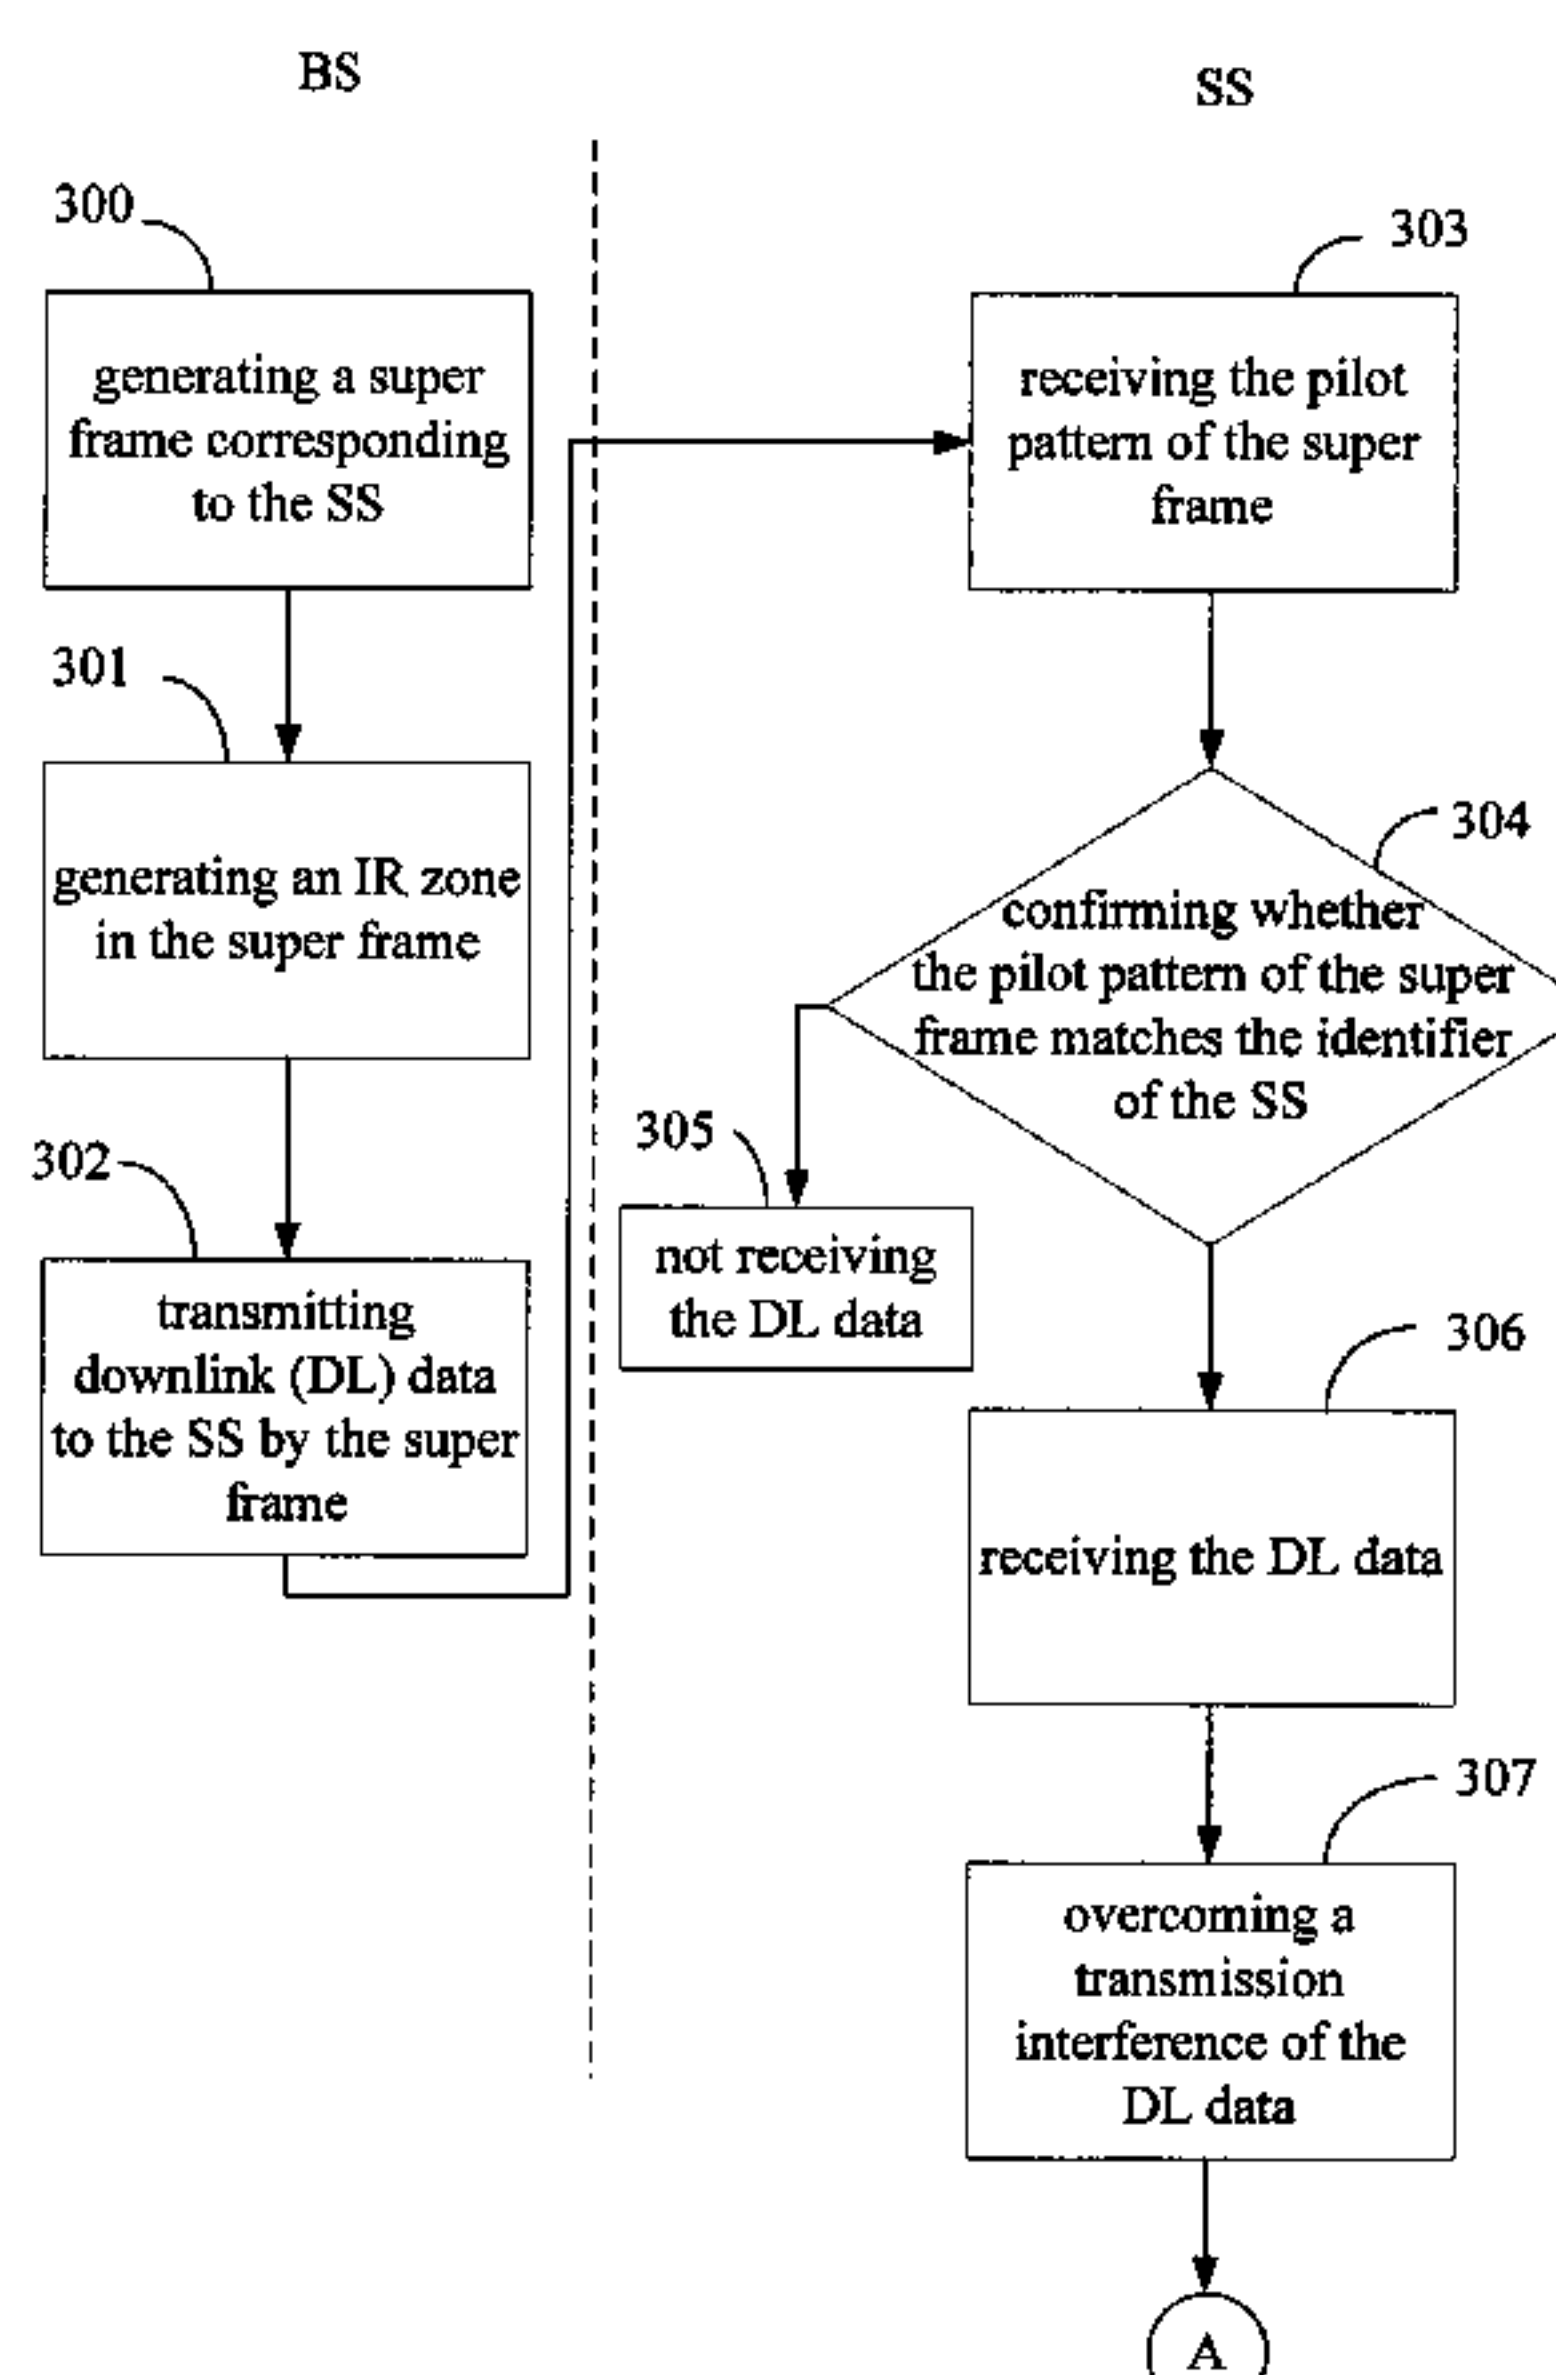 BS
300
generating a super
frame corresponding
to the SS
301
generating an IR zone
in the super frame
302
transmitting
downlink (DL) data
to the SS by the super
frame
SS
303
receiving the pilot
pattern of the super
frame
304
confirming whether
the pilot pattern of the super
frame matches the identifier
of the SS
305
not receiving
the DL data
306
receiving the DL data
307
overcoming a
transmission
interference of the
DL data
A